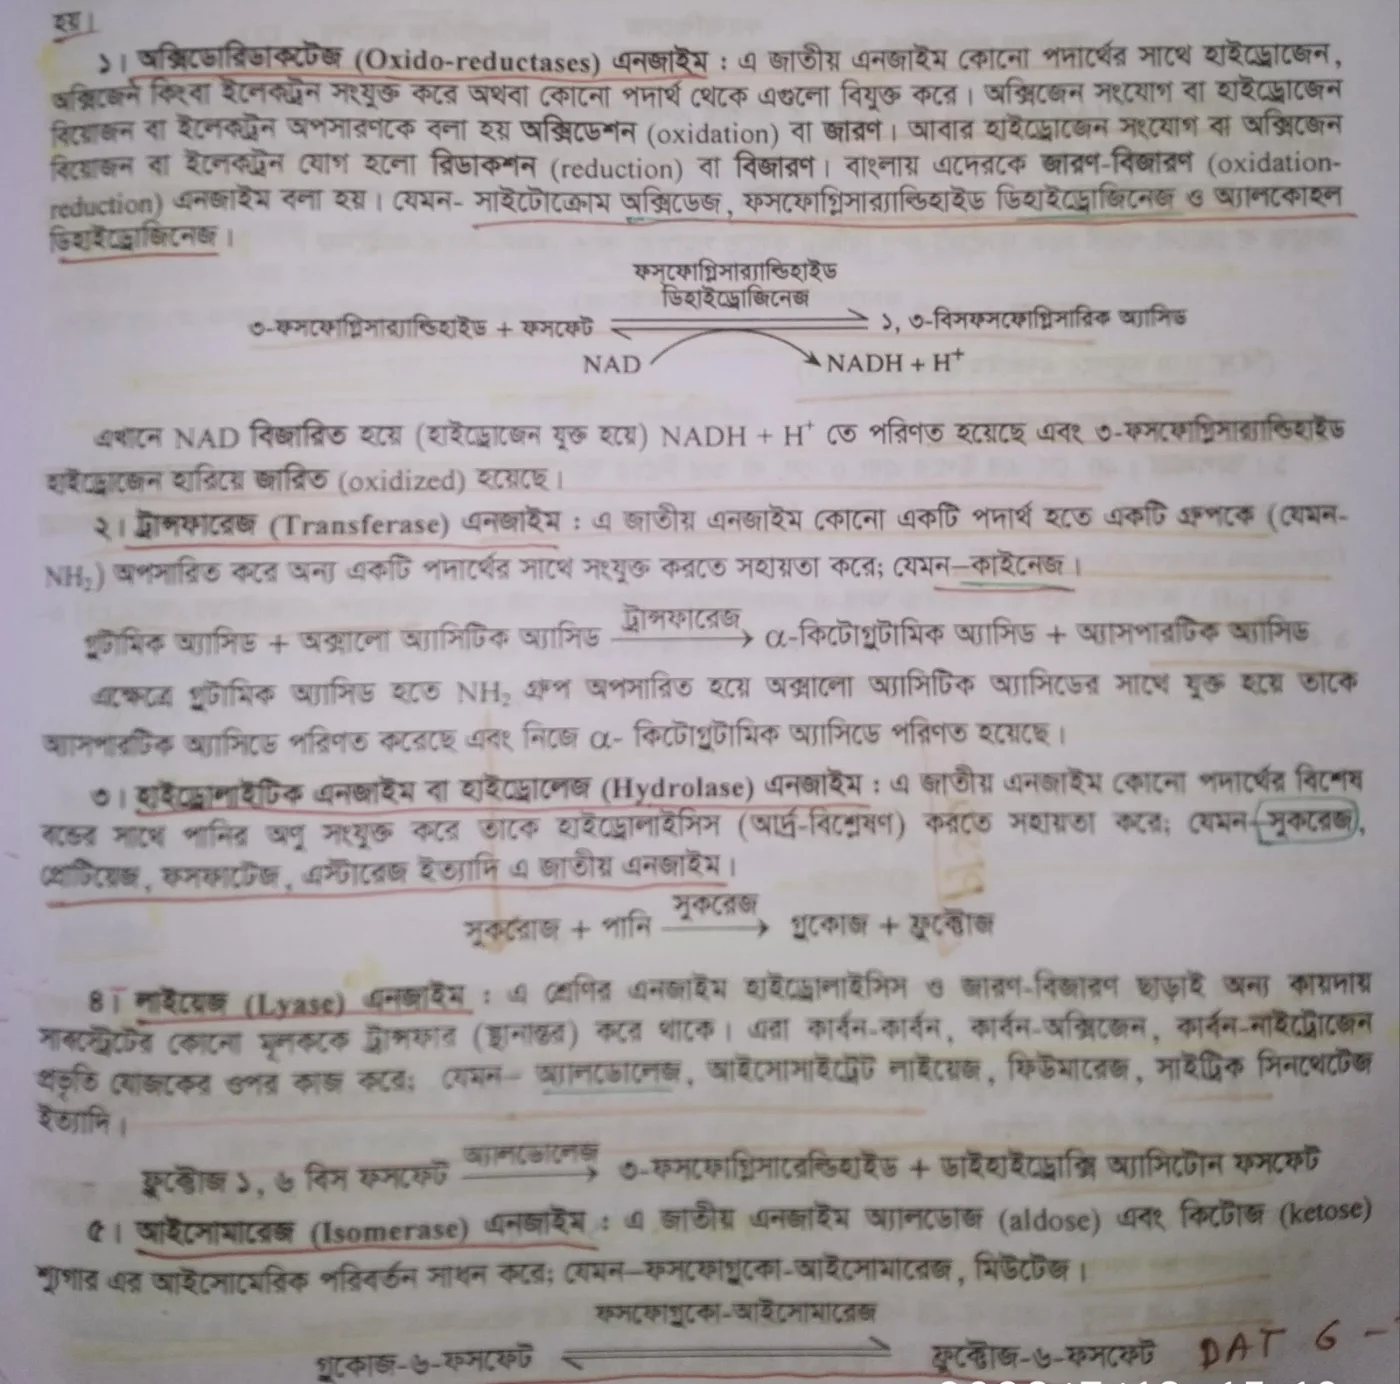 হয়।
১। অক্সিডোরিডাকটেজ (Oxido-reductases) এনজাইম : এ জাতীয় এনজাইম কোনো পদার্থের সাথে হাইড্রোজেন,
অক্সিজেন কিংবা ইলেকট্রন সংযুক্ত করে অথবা কোনো পদার্থ থেকে এগুলো বিযুক্ত করে। অক্সিজেন সংযোগ বা হাইড্রোজেন
বিয়োজন বা ইলেকট্রন অপসারণকে বলা হয় অক্সিডেশন (oxidation) বা জারণ। আবার হাইড্রোজেন সংযোগ বা অক্সিজেন
বিয়োজন বা ইলেকট্রন যোগ হলো রিডাকশন (reduction) বা বিজারণ। বাংলায় এদেরকে জারণ-বিজারণ (oxidation-
reduction) এনজাইম বলা হয়। যেমন- সাইটোক্রোম অক্সিডেজ, ফসফোগ্লিসার‍্যাল্ডিহাইড ডিহাইড্রোজিনেজ ও অ্যালকোহল
ডিহাইড্রোজিনেজ।
ফসফোগ্লিসার‍্যাল্ডিহাইড
ডিহাইড্রোজিনেজ
৩-ফসফোগ্লিসার‍্যাল্ডিহাইড + ফসফেট ⇌ ১, ৩-বিসফসফোগ্লিসারিক অ্যাসিড
NAD → NADH + H⁺
এখানে NAD বিজারিত হয়ে (হাইড্রোজেন যুক্ত হয়ে) NADH + H⁺ তে পরিণত হয়েছে এবং ৩-ফসফোগ্লিসার‍্যাল্ডিহাইড
হাইড্রোজেন হারিয়ে জারিত (oxidized) হয়েছে।
২। ট্রান্সফারেজ (Transferase) এনজাইম : এ জাতীয় এনজাইম কোনো একটি পদার্থ হতে একটি গ্রুপকে (যেমন-
NH₂) অপসারিত করে অন্য একটি পদার্থের সাথে সংযুক্ত করতে সহায়তা করে; যেমন–কাইনেজ।
ট্রান্সফারেজ
গ্লুটামিক অ্যাসিড + অক্সালো অ্যাসিটিক অ্যাসিড → α-কিটোগ্লুটামিক অ্যাসিড + অ্যাসপারটিক অ্যাসিড
এক্ষেত্রে গ্লুটামিক অ্যাসিড হতে NH₂ গ্রুপ অপসারিত হয়ে অক্সালো অ্যাসিটিক অ্যাসিডের সাথে যুক্ত হয়ে তাকে
অ্যাসপারটিক অ্যাসিডে পরিণত করেছে এবং নিজে α- কিটোগ্লুটামিক অ্যাসিডে পরিণত হয়েছে।
৩। হাইড্রোলাইটিক এনজাইম বা হাইড্রোলেজ (Hydrolase) এনজাইম : এ জাতীয় এনজাইম কোনো পদার্থের বিশেষ
বন্ডের সাথে পানির অণু সংযুক্ত করে তাকে হাইড্রোলাইসিস (আর্দ্র-বিশ্লেষণ) করতে সহায়তা করে; যেমন–সুকরেজ,
প্রোটিয়েজ, ফসফাটেজ, এস্টারেজ ইত্যাদি এ জাতীয় এনজাইম।
সুকরেজ
সুকরোজ + পানি → গ্লুকোজ + ফ্রুক্টোজ
৪। লাইয়েজ (Lyase) এনজাইম : এ শ্রেণির এনজাইম হাইড্রোলাইসিস ও জারণ-বিজারণ ছাড়াই অন্য কায়দায়
সাবস্ট্রেটের কোনো মূলককে ট্রান্সফার (স্থানান্তর) করে থাকে। এরা কার্বন-কার্বন, কার্বন-অক্সিজেন, কার্বন-নাইট্রোজেন
প্রভৃতি যোজকের ওপর কাজ করে; যেমন– অ্যালডোলেজ, আইসোসাইট্রেট লাইয়েজ, ফিউমারেজ, সাইট্রিক সিনথেটেজ
ইত্যাদি।
অ্যালডোলেজ
ফ্রুক্টোজ ১, ৬ বিস ফসফেট → ৩-ফসফোগ্লিসারেল্ডিহাইড + ডাইহাইড্রোক্সি অ্যাসিটোন ফসফেট
৫। আইসোমারেজ (Isomerase) এনজাইম : এ জাতীয় এনজাইম অ্যালডোজ (aldose) এবং কিটোজ (ketose)
শ্যুগার এর আইসোমেরিক পরিবর্তন সাধন করে; যেমন–ফসফোগ্লুকো-আইসোমারেজ, মিউটেজ।
ফসফোগ্লুকো-আইসোমারেজ
গ্লুকোজ-৬-ফসফেট ⇌ ফ্রুক্টোজ-৬-ফসফেট DAT 6 -